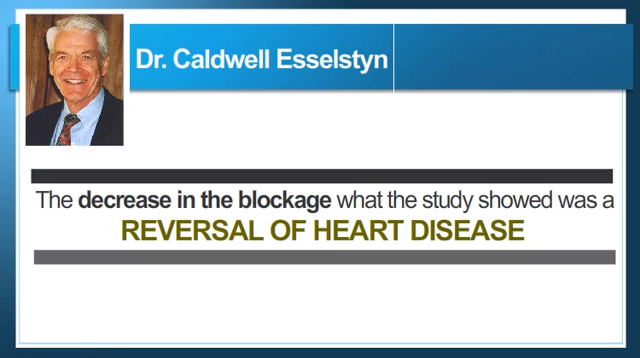 Dr. Caldwell Esselstyn
The decrease in the blockage what the study showed was a
REVERSAL OF HEART DISEASE